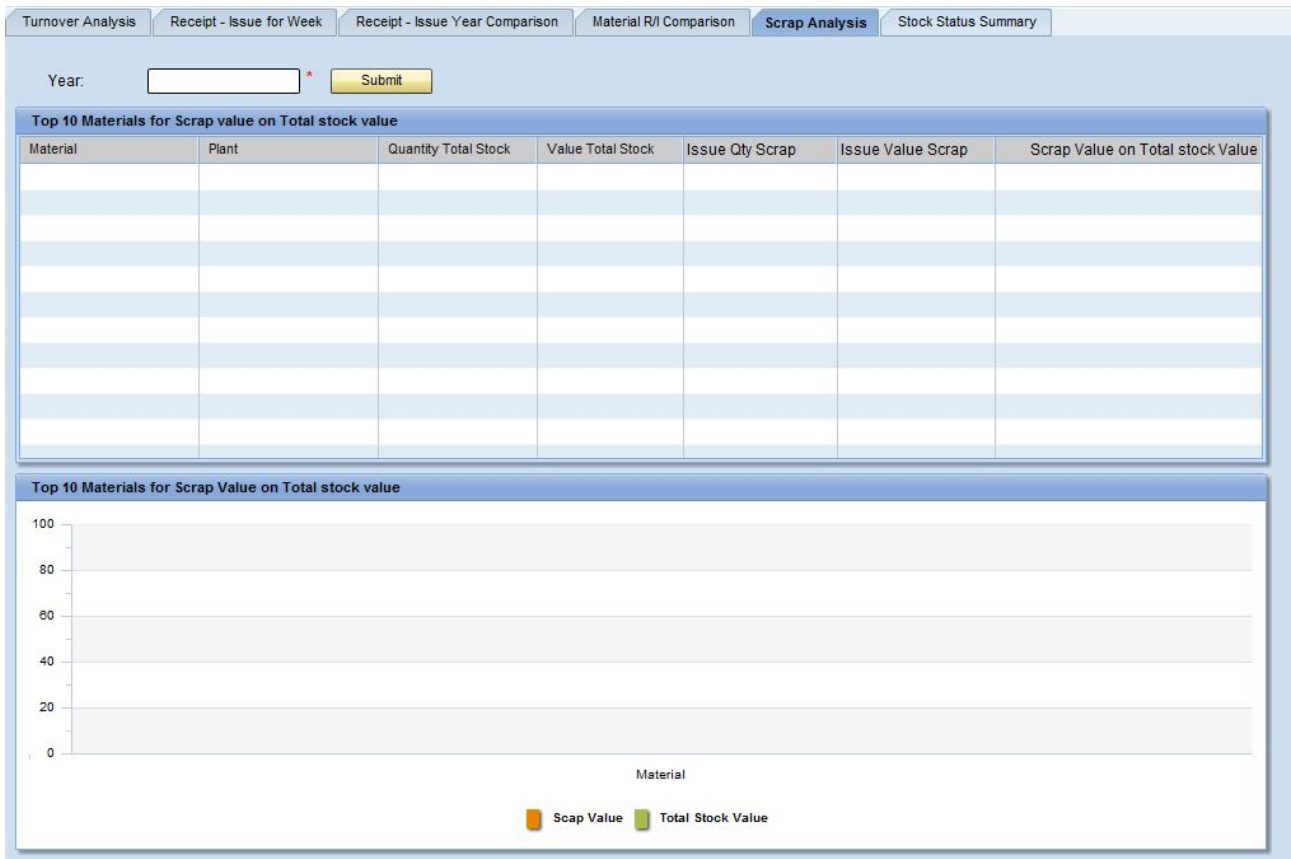 Turnover Analysis Receipt - Issue for Week Receipt - Issue Year Comparison Material R/I Comparison Scrap Analysis Stock Status Summary
Year: * Submit
Top 10 Materials for Scrap value on Total stock value
Material Plant Quantity Total Stock Value Total Stock Issue Qty Scrap Issue Value Scrap Scrap Value on Total stock Value
Top 10 Materials for Scrap Value on Total stock value
100
80
60
40
20
0
Material
Scap Value Total Stock Value